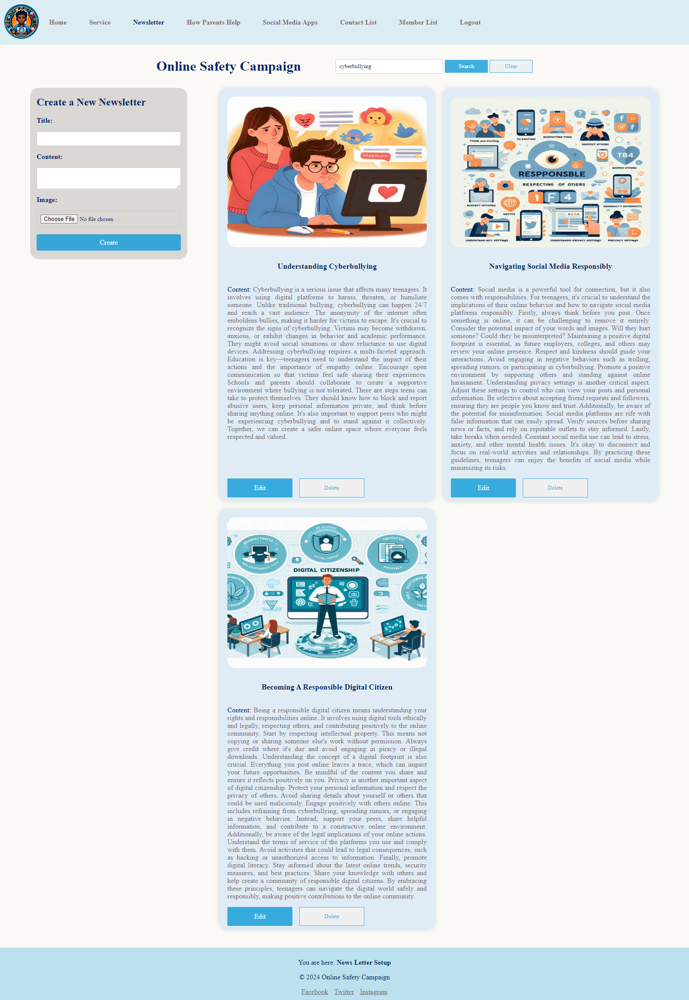 Home Service Newsletter How Parents Help Social Media Apps Contact List Member List Logout
Online Safety Campaign
cyberbullying Search Clear
Create a New Newsletter
Title:
Content:
Image:
Choose File No file chosen
Create
Understanding Cyberbullying
Content: Cyberbullying is a serious issue that affects many teenagers. It
involves using digital platforms to harass, threaten, or humiliate
someone. Unlike traditional bullying, cyberbullying can happen 24/7
and reach a vast audience. The anonymity of the internet often
emboldens bullies, making it harder for victims to escape. It's crucial to
recognize the signs of cyberbullying. Victims may become withdrawn,
anxious, or exhibit changes in behavior and academic performance.
They might avoid social situations or show reluctance to use digital
devices. Addressing cyberbullying requires a multi-faceted approach.
Education is key—teenagers need to understand the impact of their
actions and the importance of empathy online. Encourage open
communication so that victims feel safe sharing their experiences.
Schools and parents should collaborate to create a supportive
environment where bullying is not tolerated. There are steps teens can
take to protect themselves. They should know how to block and report
abusive users, keep personal information private, and think before
sharing anything online. It's also important to support peers who might
be experiencing cyberbullying and to stand against it collectively.
Together, we can create a safer online space where everyone feels
respected and valued.
Edit Delete
Think you posting
TO POSTING
RESPECTING THNG
RESPECT OTHERS
T84
RESPPONSBLE
RESPECTING OF OTIERS
1F4
UNDERSTAND PRIVACY SEETINGS
PRIVACY SETINGS
Navigating Social Media Responsibly
Content: Social media is a powerful tool for connection, but it also
comes with responsibilities. For teenagers, it's crucial to understand the
implications of their online behavior and how to navigate social media
platforms responsibly. Firstly, always think before you post. Once
something is online, it can be challenging to remove it entirely.
Consider the potential impact of your words and images. Will they hurt
someone? Could they be misinterpreted? Maintaining a positive digital
footprint is essential, as future employers, colleges, and others may
review your online presence. Respect and kindness should guide your
interactions. Avoid engaging in negative behaviors such as trolling,
spreading rumors, or participating in cyberbullying. Promote a positive
environment by supporting others and standing against online
harassment. Understanding privacy settings is another critical aspect.
Adjust these settings to control who can view your posts and personal
information. Be selective about accepting friend requests and followers,
ensuring they are people you know and trust. Additionally, be aware of
the potential for misinformation. Social media platforms are rife with
false information that can easily spread. Verify sources before sharing
news or facts, and rely on reputable outlets to stay informed. Lastly,
take breaks when needed. Constant social media use can lead to stress,
anxiety, and other mental health issues. It's okay to disconnect and
focus on real-world activities and relationships. By practicing these
guidelines, teenagers can enjoy the benefits of social media while
minimizing its risks.
Edit Delete
DIGITAL FOOTPRIT
PROTIECTIE
PRIIVVACY
DIGITAL CITIZENSHIP
Becoming A Responsible Digital Citizen
Content: Being a responsible digital citizen means understanding your
rights and responsibilities online. It involves using digital tools ethically
and legally, respecting others, and contributing positively to the online
community. Start by respecting intellectual property. This means not
copying or sharing someone else's work without permission. Always
give credit where it's due and avoid engaging in piracy or illegal
downloads. Understanding the concept of a digital footprint is also
crucial. Everything you post online leaves a trace, which can impact
your future opportunities. Be mindful of the content you share and
ensure it reflects positively on you. Privacy is another important aspect
of digital citizenship. Protect your personal information and respect the
privacy of others. Avoid sharing details about yourself or others that
could be used maliciously. Engage positively with others online. This
includes refraining from cyberbullying, spreading rumors, or engaging
in negative behavior. Instead, support your peers, share helpful
information, and contribute to a constructive online environment.
Additionally, be aware of the legal implications of your online actions.
Understand the terms of service of the platforms you use and comply
with them. Avoid activities that could lead to legal consequences, such
as hacking or unauthorized access to information. Finally, promote
digital literacy. Stay informed about the latest online trends, security
measures, and best practices. Share your knowledge with others and
help create a community of responsible digital citizens. By embracing
these principles, teenagers can navigate the digital world safely and
responsibly, making positive contributions to the online community.
Edit Delete
You are here: News Letter Setup
© 2024 Online Safety Campaign
Facebook Twitter Instagram